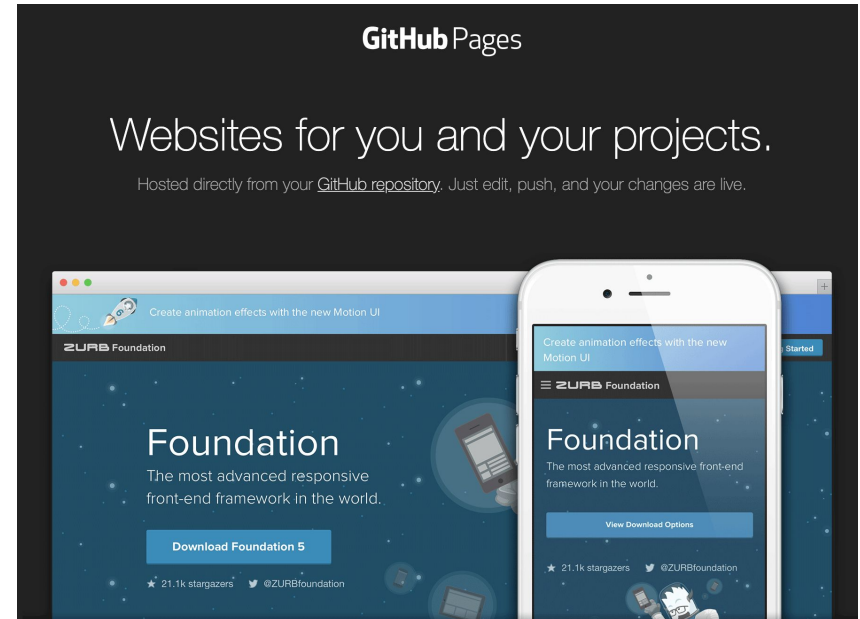 GitHub Pages
Websites for you and your projects.
Hosted directly from your GitHub repository. Just edit, push, and your changes are live.
Create animation effects with the new Motion UI
ZURB Foundation
Foundation
The most advanced responsive
front-end framework in the world.
Download Foundation 5
21.1k stargazers @ZURBfoundation
Create animation effects with the new
Motion UI
ZURB Foundation
Foundation
The most advanced responsive front-end
framework in the world.
View Download Options
21.1k stargazers @ZURBfoundation
Started